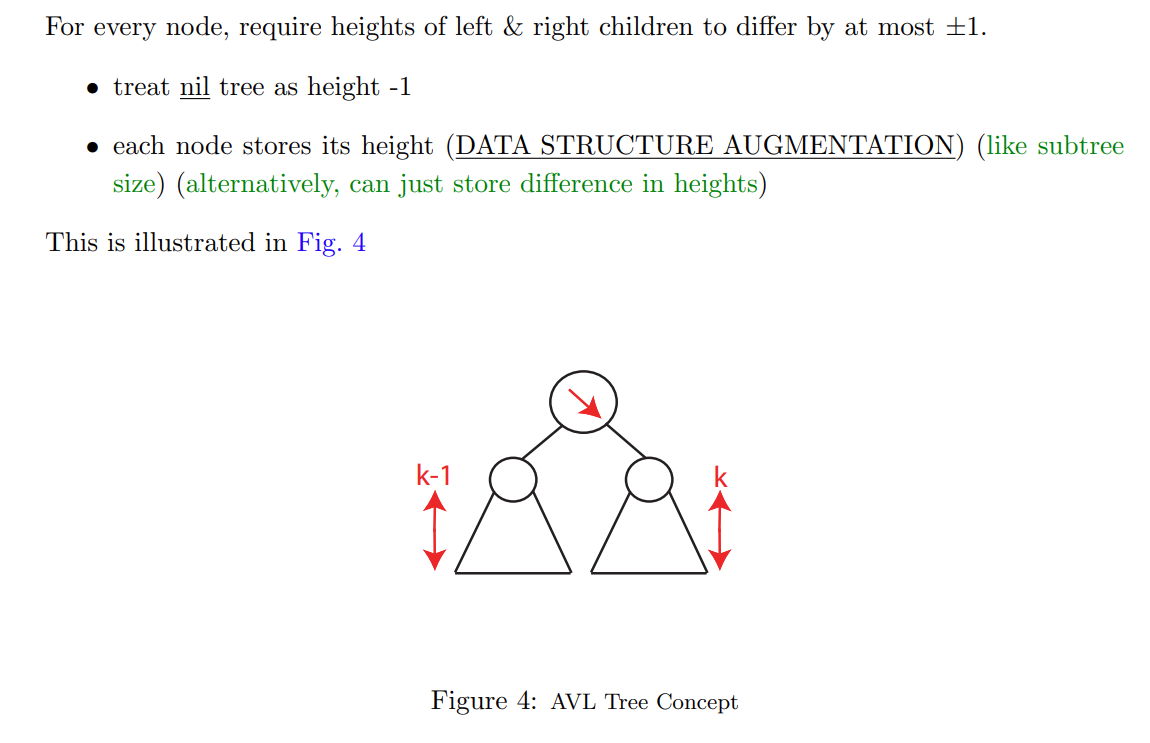 For every node, require heights of left & right children to differ by at most ±1.
• treat nil tree as height -1
• each node stores its height (DATA STRUCTURE AUGMENTATION) (like subtree
size) (alternatively, can just store difference in heights)
This is illustrated in Fig. 4
k-1
k
Figure 4: AVL Tree Concept